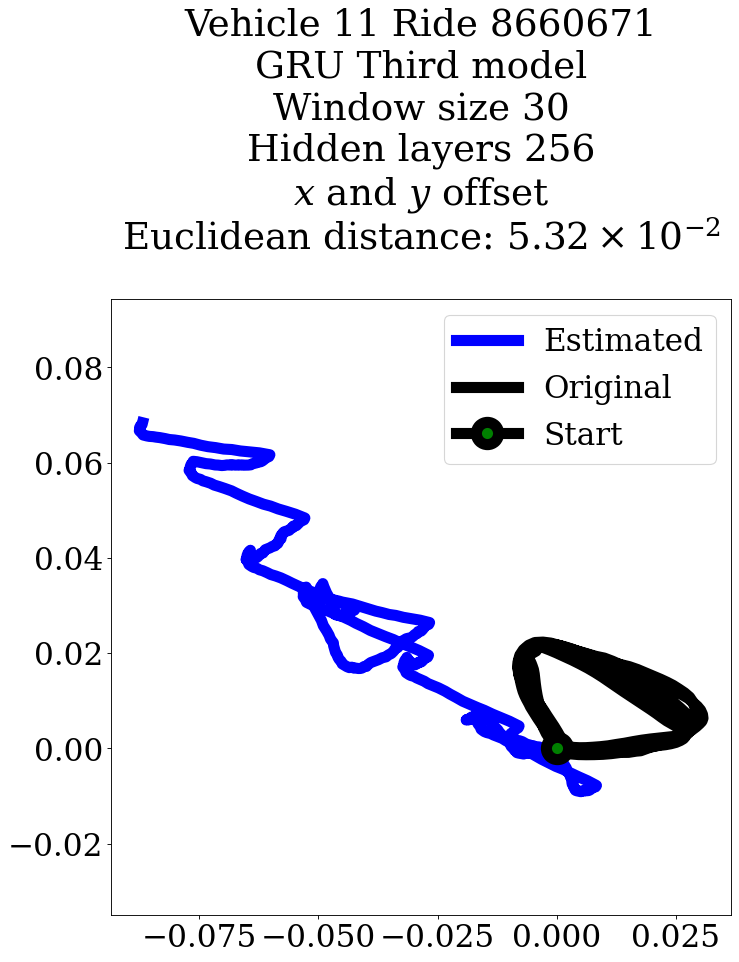 Vehicle 11 Ride 8660671
GRU Third model
Window size 30
Hidden layers 256
x and y offset
Euclidean distance: 5.32 × 10⁻²
Estimated
Original
Start
0.08
0.06
0.04
0.02
0.00
−0.02
−0.075 −0.050 −0.025 0.000 0.025